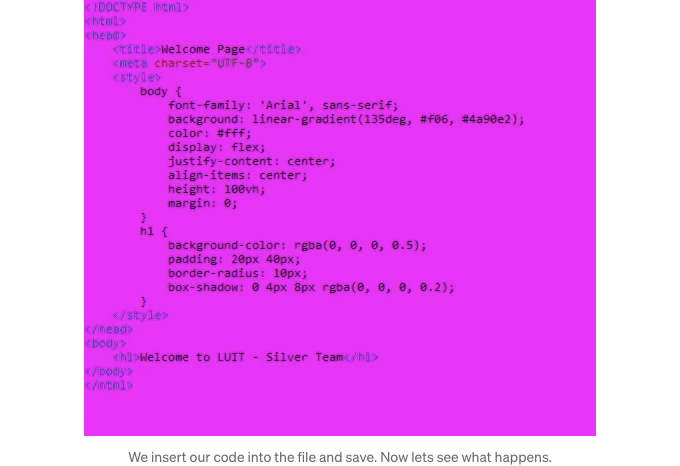 <!DOCTYPE html>
<html>
<head>
    <title>Welcome Page</title>
    <meta charset="UTF-8">
    <style>
        body {
            font-family: 'Arial', sans-serif;
            background: linear-gradient(135deg, #f06, #4a90e2);
            color: #fff;
            display: flex;
            justify-content: center;
            align-items: center;
            height: 100vh;
            margin: 0;
        }
        h1 {
            background-color: rgba(0, 0, 0, 0.5);
            padding: 20px 40px;
            border-radius: 10px;
            box-shadow: 0 4px 8px rgba(0, 0, 0, 0.2);
        }
    </style>
</head>
<body>
    <h1>Welcome to LUIT - Silver Team</h1>
</body>
</html>
We insert our code into the file and save. Now lets see what happens.